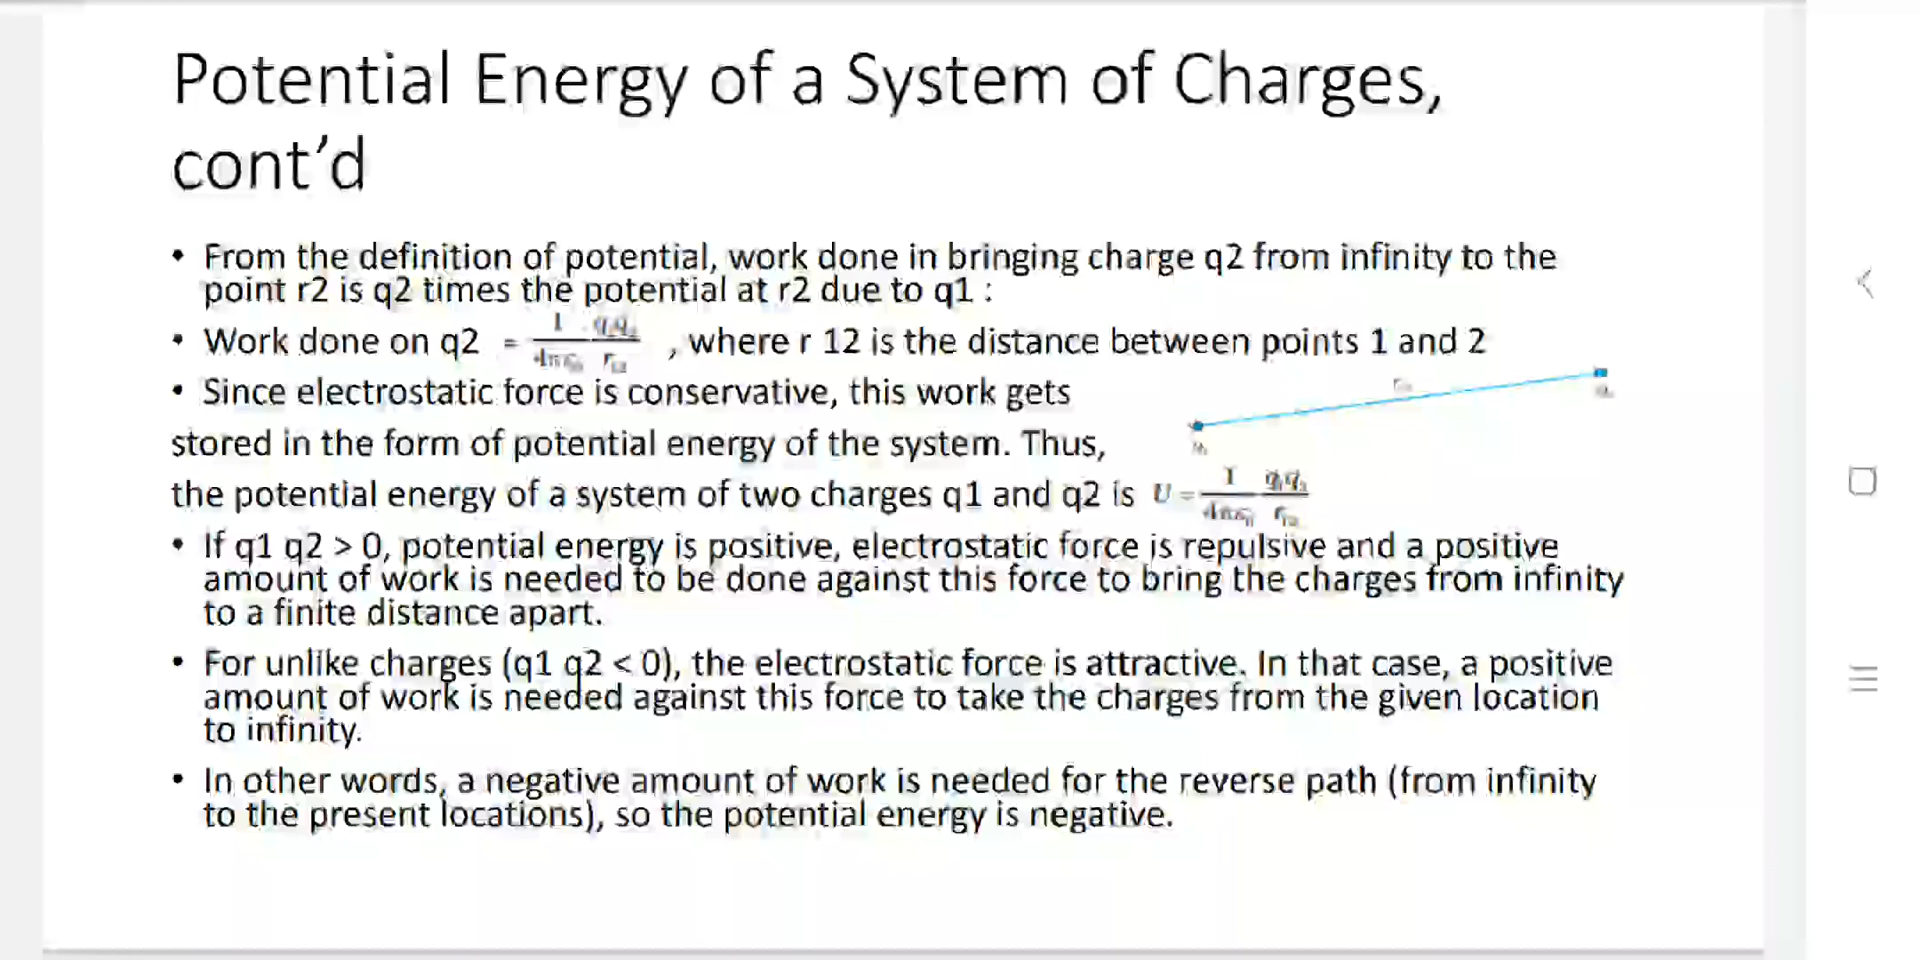 Potential Energy of a System of Charges,
cont'd
• From the definition of potential, work done in bringing charge q2 from infinity to the
point r2 is q2 times the potential at r2 due to q1 :
• Work done on q2 = , where r 12 is the distance between points 1 and 2
• Since electrostatic force is conservative, this work gets
stored in the form of potential energy of the system. Thus,
the potential energy of a system of two charges q1 and q2 is U =
• If q1 q2 > 0, potential energy is positive, electrostatic force is repulsive and a positive
amount of work is needed to be done against this force to bring the charges from infinity
to a finite distance apart.
• For unlike charges (q1 q2 < 0), the electrostatic force is attractive. In that case, a positive
amount of work is needed against this force to take the charges from the given location
to infinity.
• In other words, a negative amount of work is needed for the reverse path (from infinity
to the present locations), so the potential energy is negative.